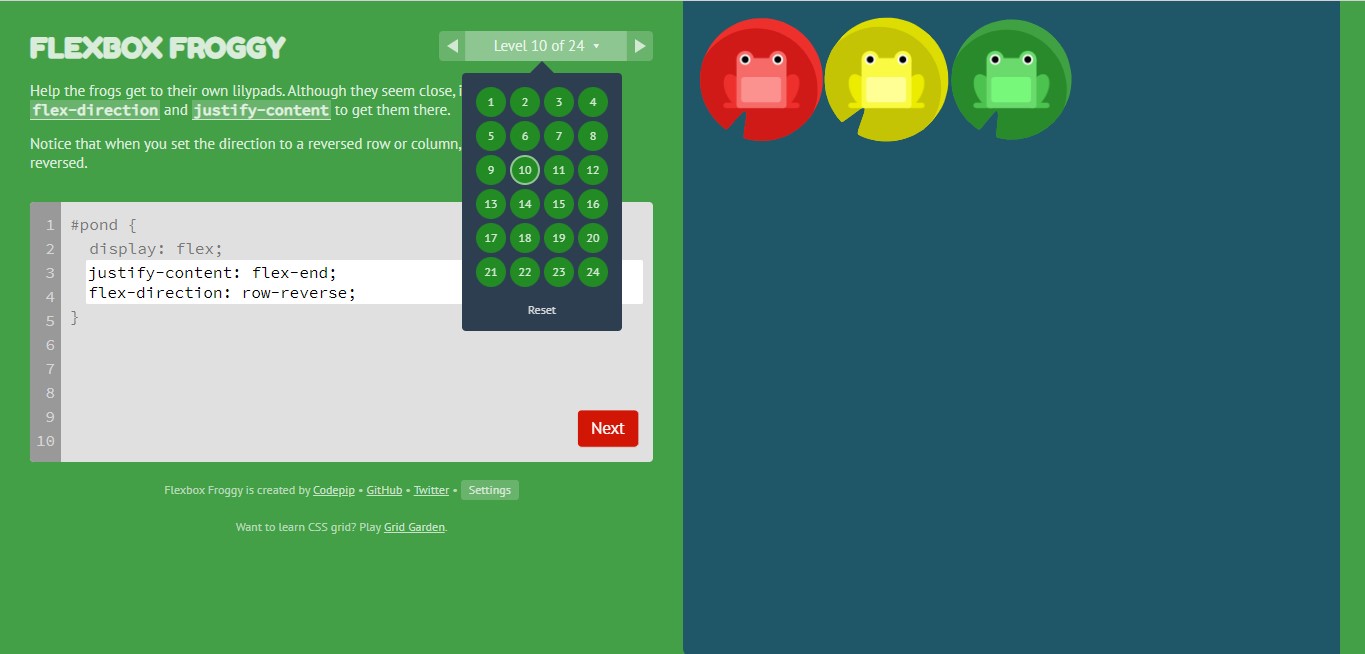 FLEXBOX FROGGY
◀ Level 10 of 24 ▾ ▶
Help the frogs get to their own lilypads. Although they seem close, i
flex-direction and justify-content to get them there.
Notice that when you set the direction to a reversed row or column,
reversed.
1 2 3 4
5 6 7 8
9 10 11 12
13 14 15 16
17 18 19 20
21 22 23 24
Reset
1 #pond {
2 display: flex;
3 justify-content: flex-end;
4 flex-direction: row-reverse;
5 }
6
7
8
9
10
Next
Flexbox Froggy is created by Codepip • GitHub • Twitter • Settings
Want to learn CSS grid? Play Grid Garden.